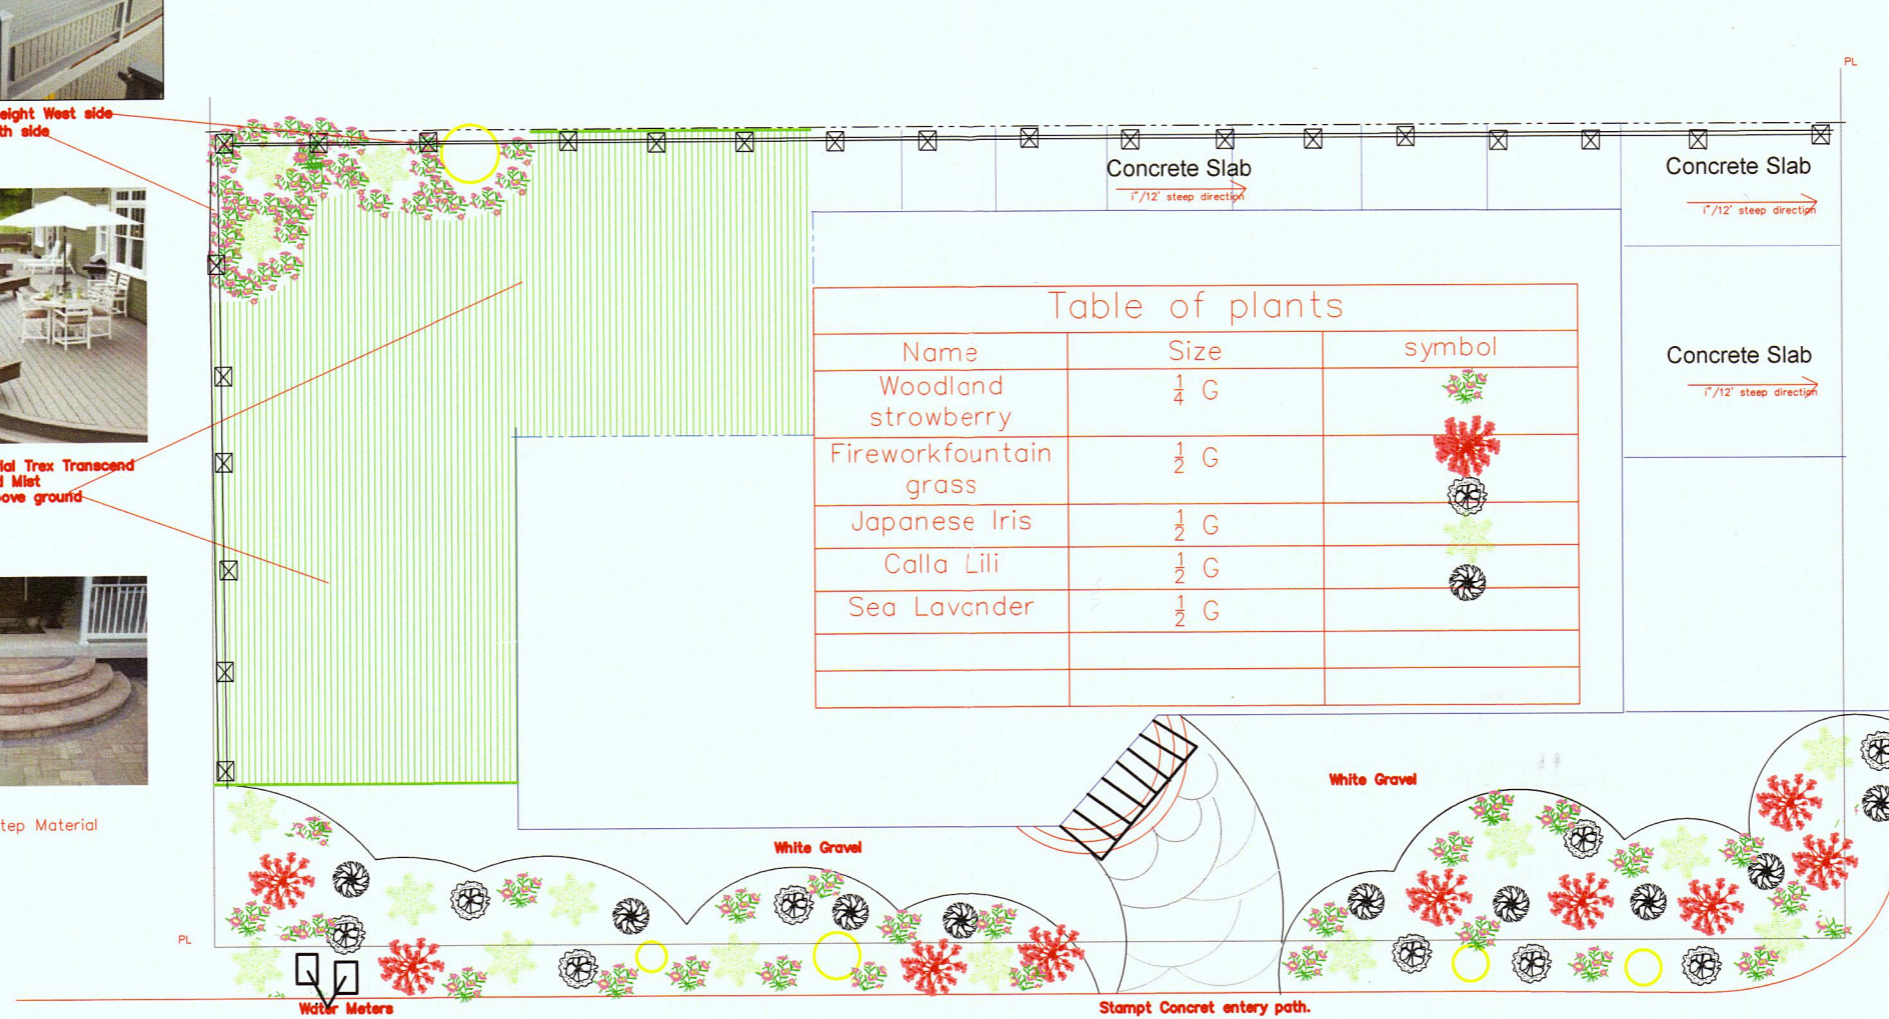 PL
eight West side
th side
Concrete Slab
1"/12' steep direction
Concrete Slab
1"/12' steep direction
Table of plants
Name Size symbol
Woodland strowberry 1/4 G
Fireworkfountain grass 1/2 G
Japanese Iris 1/2 G
Calla Lili 1/2 G
Sea Lavander 1/2 G
Concrete Slab
1"/12' steep direction
ial Trex Transcend
d Mist
ove ground
White Gravel
tep Material
White Gravel
PL
Water Meters
Stampt Concret entery path.